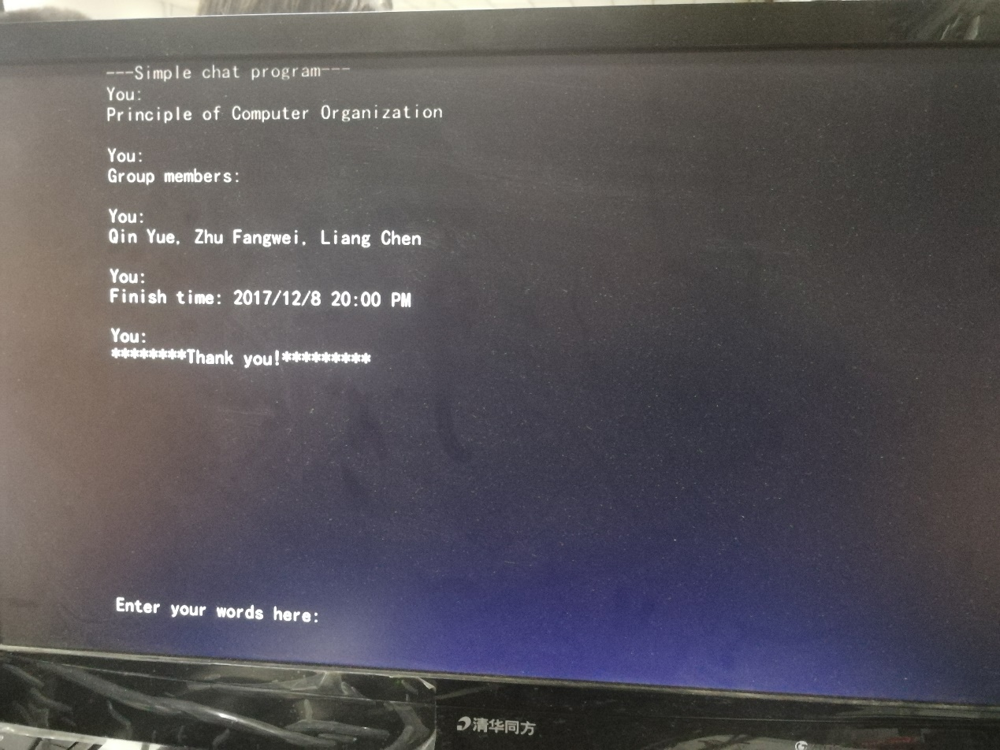 ---Simple chat program---
You:
Principle of Computer Organization
You:
Group members:
You:
Qin Yue, Zhu Fangwei, Liang Chen
You:
Finish time: 2017/12/8 20:00 PM
You:
********Thank you!*********
Enter your words here:
清华同方